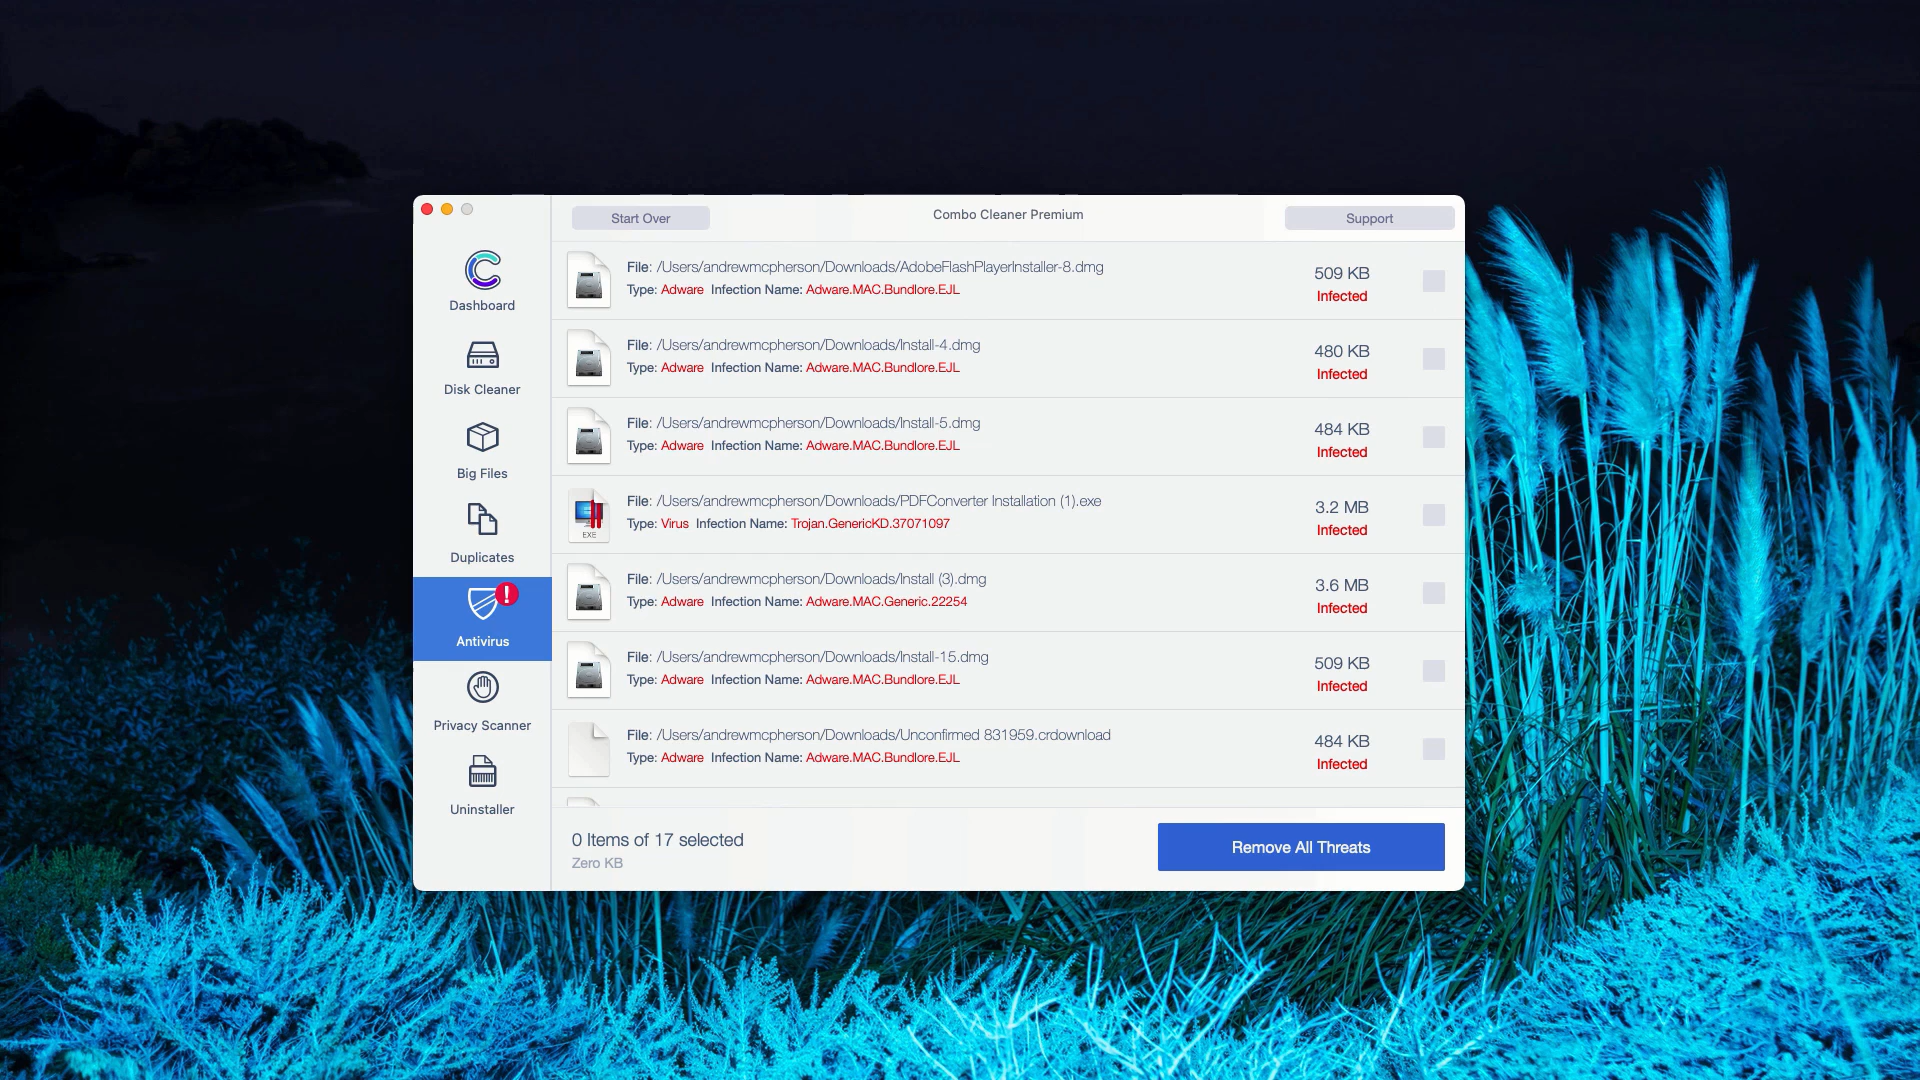 Start Over
Combo Cleaner Premium
Support
Dashboard
Disk Cleaner
Big Files
Duplicates
!
Antivirus
Privacy Scanner
Uninstaller
File: /Users/andrewmcpherson/Downloads/AdobeFlashPlayerInstaller-8.dmg
Type: Adware Infection Name: Adware.MAC.Bundlore.EJL
509 KB
Infected
File: /Users/andrewmcpherson/Downloads/Install-4.dmg
Type: Adware Infection Name: Adware.MAC.Bundlore.EJL
480 KB
Infected
File: /Users/andrewmcpherson/Downloads/Install-5.dmg
Type: Adware Infection Name: Adware.MAC.Bundlore.EJL
484 KB
Infected
EXE
File: /Users/andrewmcpherson/Downloads/PDFConverter Installation (1).exe
Type: Virus Infection Name: Trojan.GenericKD.37071097
3.2 MB
Infected
File: /Users/andrewmcpherson/Downloads/Install (3).dmg
Type: Adware Infection Name: Adware.MAC.Generic.22254
3.6 MB
Infected
File: /Users/andrewmcpherson/Downloads/Install-15.dmg
Type: Adware Infection Name: Adware.MAC.Bundlore.EJL
509 KB
Infected
File: /Users/andrewmcpherson/Downloads/Unconfirmed 831959.crdownload
Type: Adware Infection Name: Adware.MAC.Bundlore.EJL
484 KB
Infected
0 Items of 17 selected
Zero KB
Remove All Threats